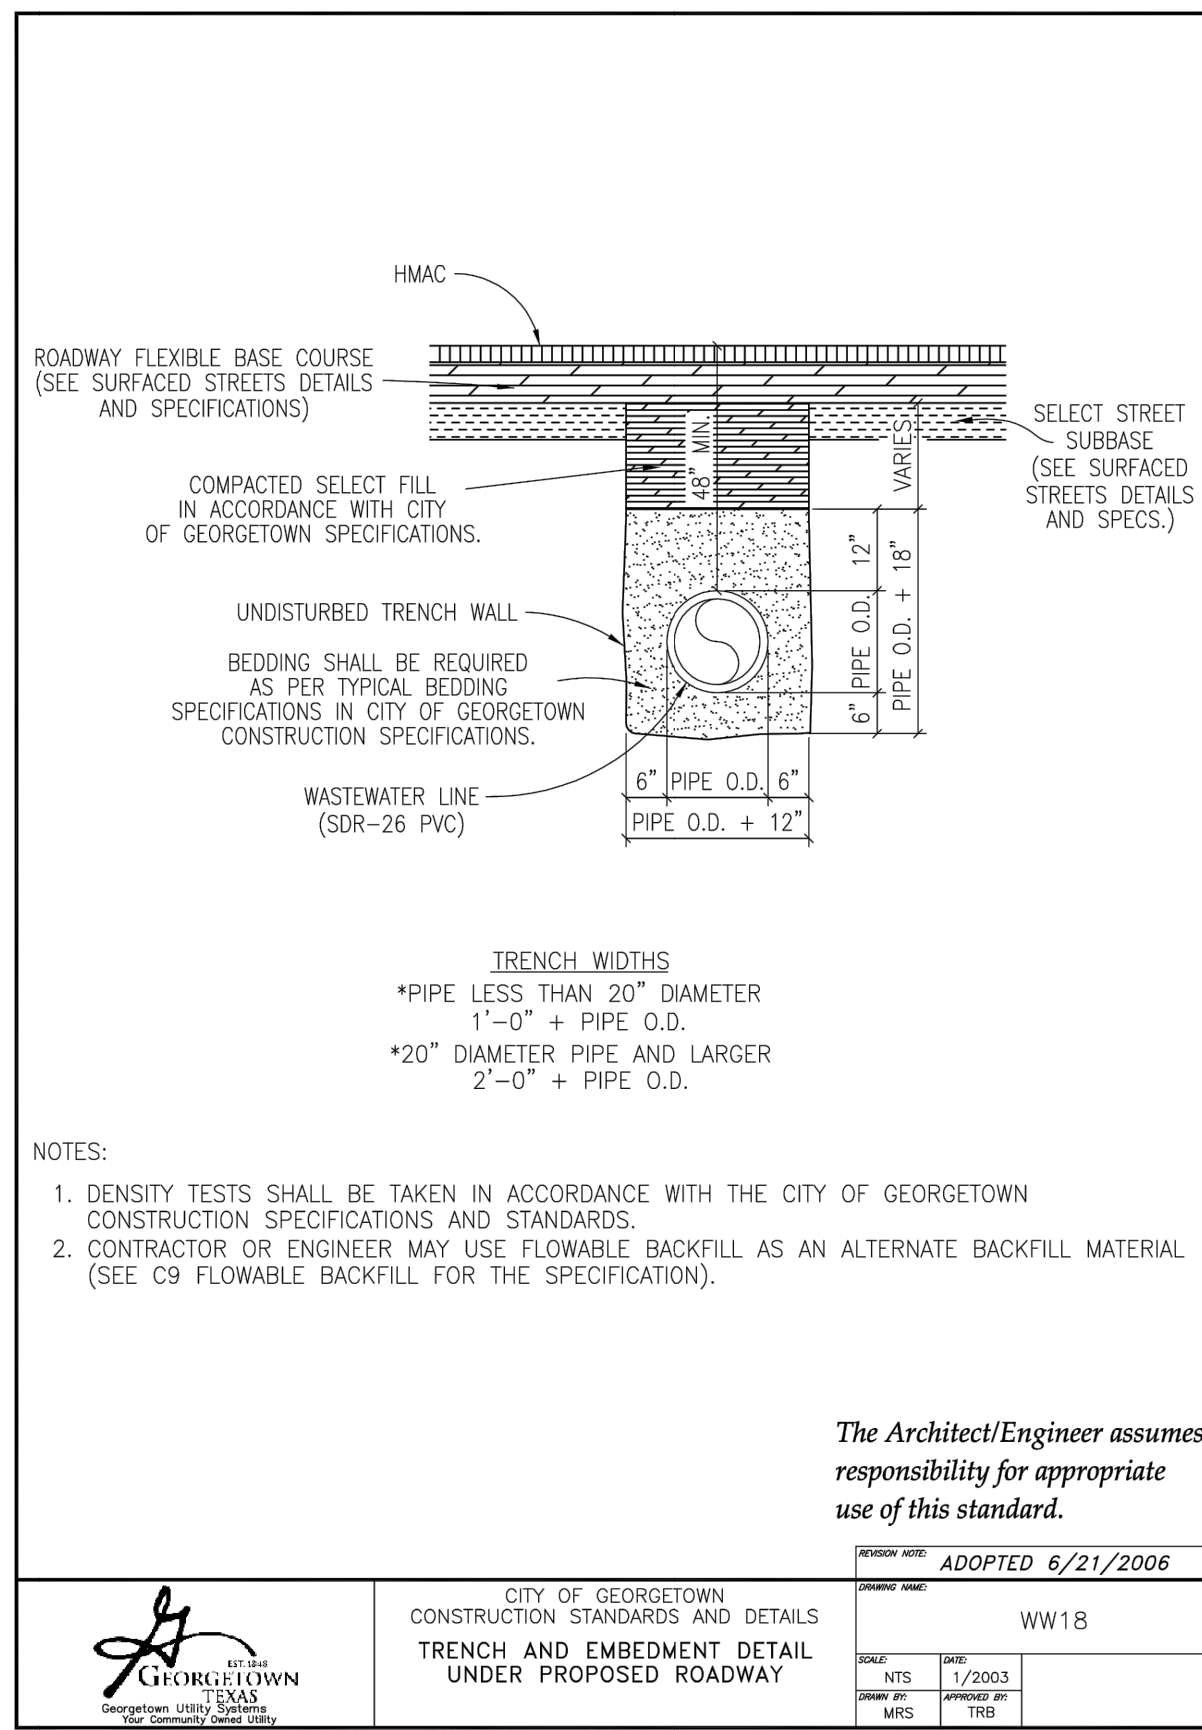 HMAC
ROADWAY FLEXIBLE BASE COURSE
(SEE SURFACED STREETS DETAILS
AND SPECIFICATIONS)
SELECT STREET
SUBBASE
(SEE SURFACED
STREETS DETAILS
AND SPECS.)
48" MIN.
VARIES
COMPACTED SELECT FILL
IN ACCORDANCE WITH CITY
OF GEORGETOWN SPECIFICATIONS.
12"
PIPE O.D.
6"
PIPE O.D. + 18"
UNDISTURBED TRENCH WALL
BEDDING SHALL BE REQUIRED
AS PER TYPICAL BEDDING
SPECIFICATIONS IN CITY OF GEORGETOWN
CONSTRUCTION SPECIFICATIONS.
6" PIPE O.D. 6"
PIPE O.D. + 12"
WASTEWATER LINE
(SDR-26 PVC)
TRENCH WIDTHS
*PIPE LESS THAN 20" DIAMETER
1'-0" + PIPE O.D.
*20" DIAMETER PIPE AND LARGER
2'-0" + PIPE O.D.
NOTES:
1. DENSITY TESTS SHALL BE TAKEN IN ACCORDANCE WITH THE CITY OF GEORGETOWN
CONSTRUCTION SPECIFICATIONS AND STANDARDS.
2. CONTRACTOR OR ENGINEER MAY USE FLOWABLE BACKFILL AS AN ALTERNATE BACKFILL MATERIAL
(SEE C9 FLOWABLE BACKFILL FOR THE SPECIFICATION).
The Architect/Engineer assumes
responsibility for appropriate
use of this standard.
REVISION NOTE: ADOPTED 6/21/2006
EST. 1848
GEORGETOWN
TEXAS
Georgetown Utility Systems
Your Community Owned Utility
CITY OF GEORGETOWN
CONSTRUCTION STANDARDS AND DETAILS
TRENCH AND EMBEDMENT DETAIL
UNDER PROPOSED ROADWAY
DRAWING NAME:
WW18
SCALE: NTS
DATE: 1/2003
DRAWN BY: MRS
APPROVED BY: TRB